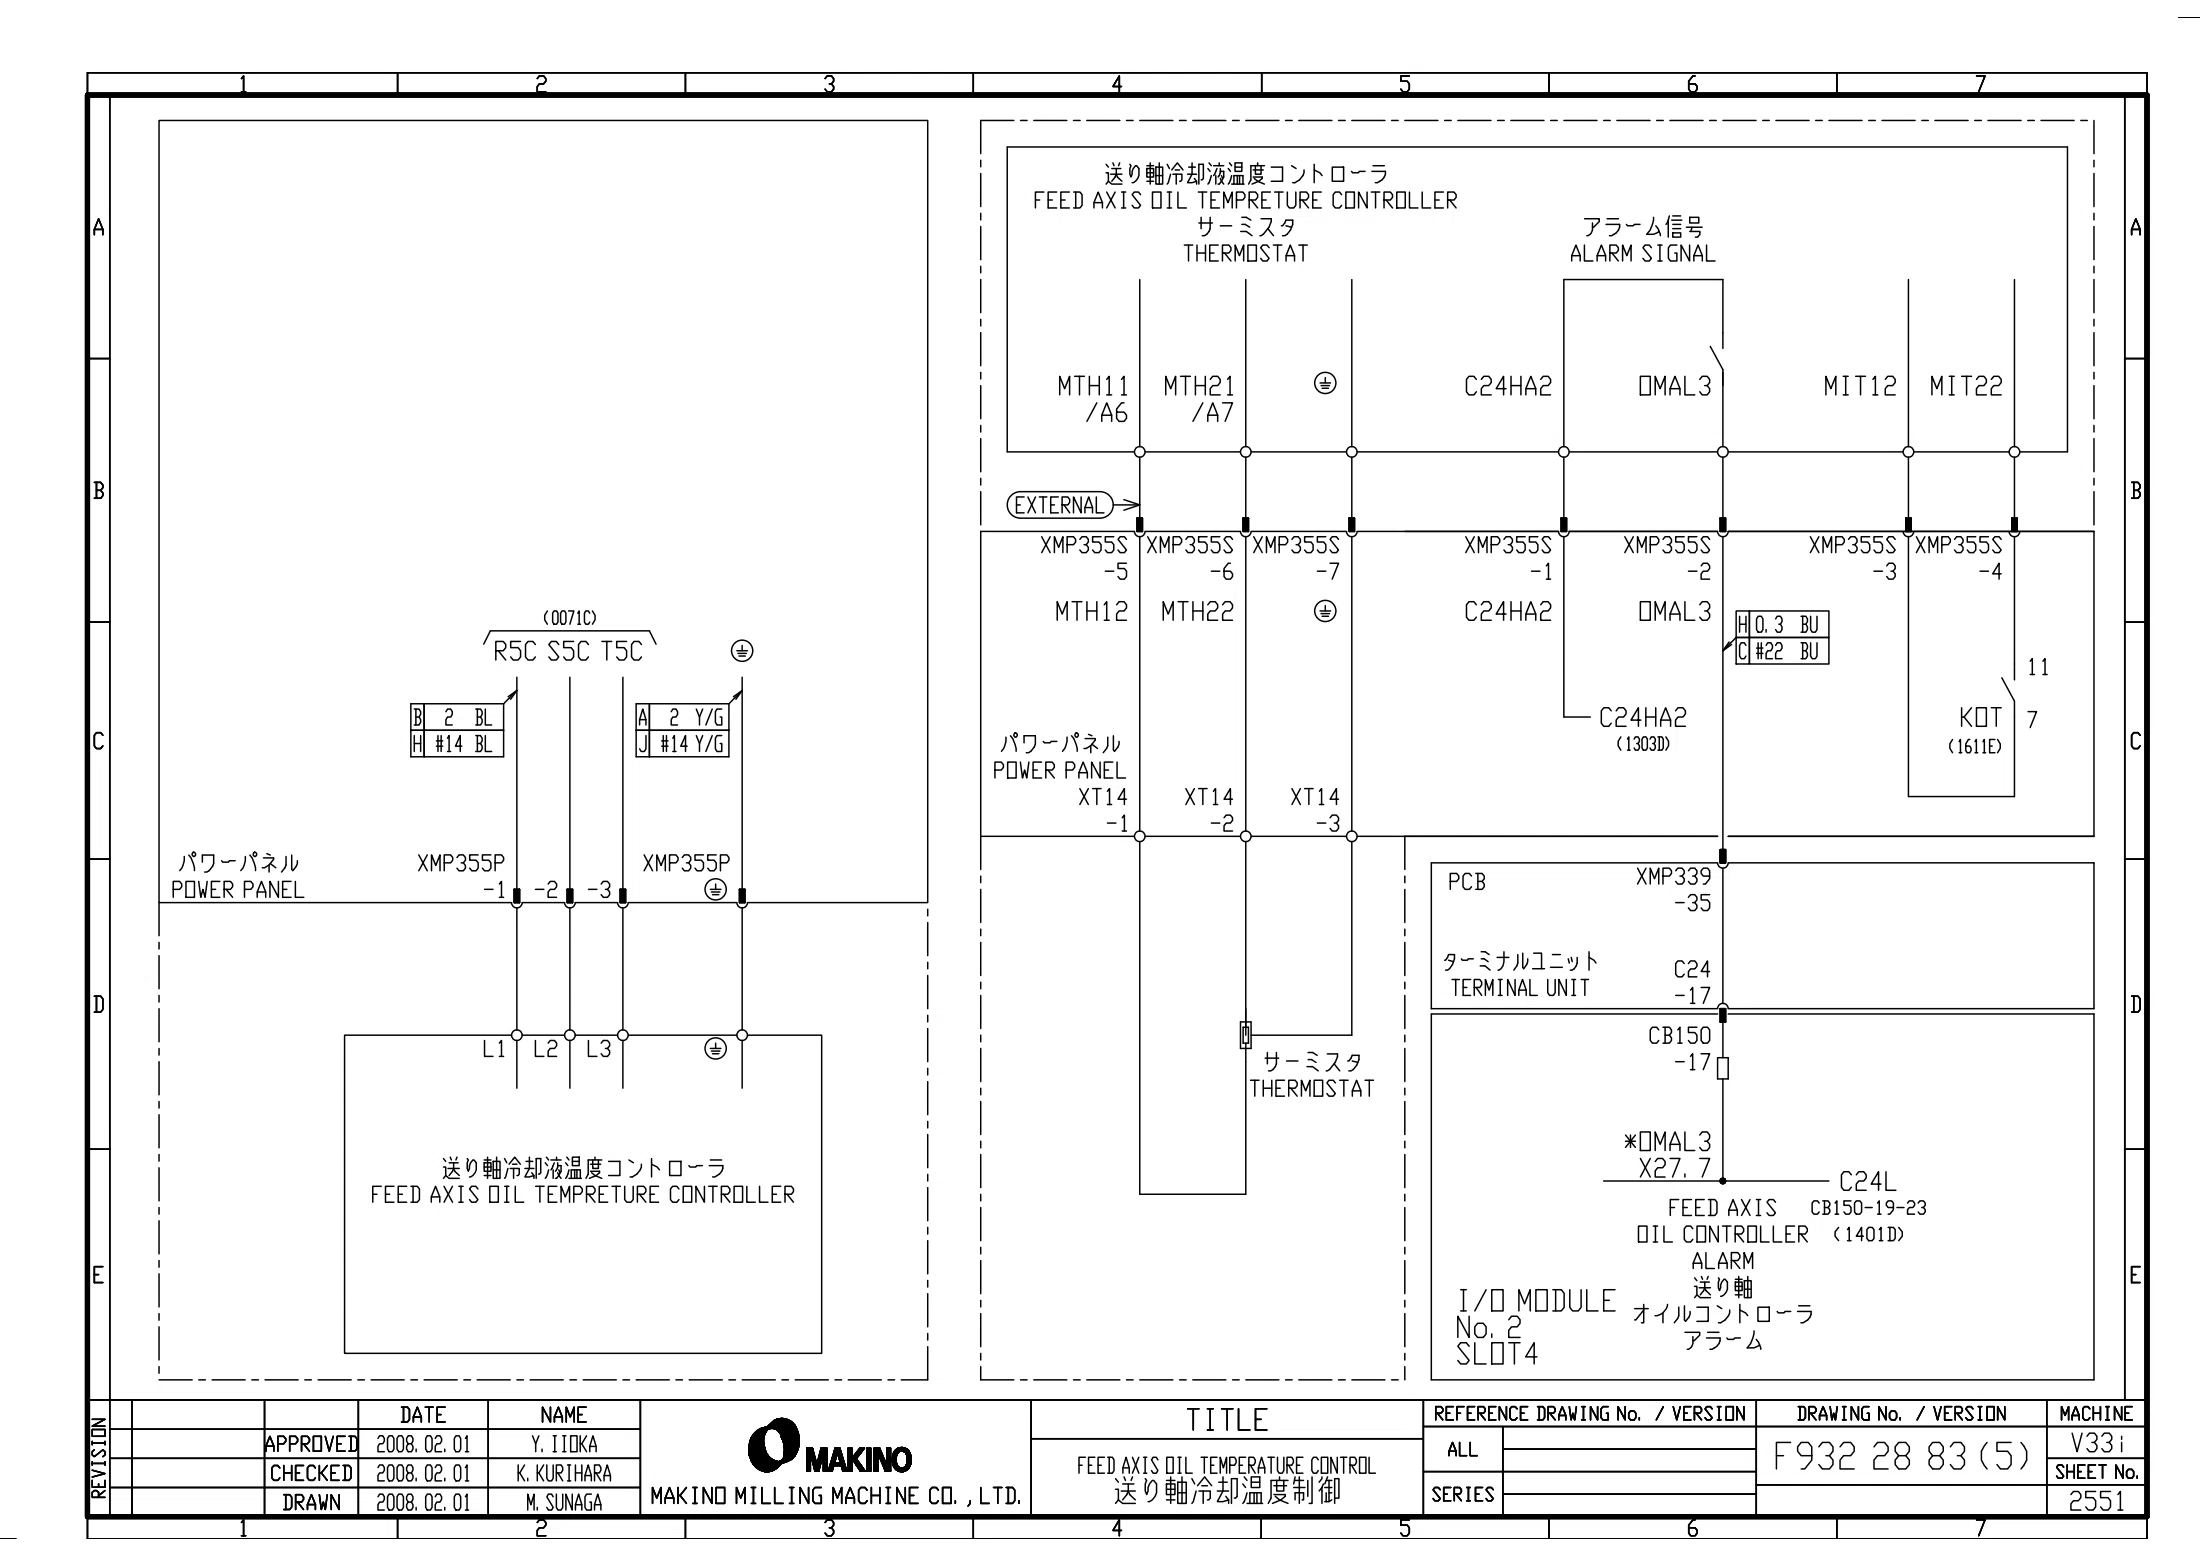 1 2 3 4 5 6 7
A
B
C
D
E
A
B
C
D
E
(0071C)
R5C S5C T5C
B 2 BL
H #14 BL
A 2 Y/G
J #14 Y/G
パワーパネル
POWER PANEL
XMP355P
-1 -2 -3
XMP355P
L1 L2 L3
送り軸冷却液温度コントローラ
FEED AXIS OIL TEMPRETURE CONTROLLER
送り軸冷却液温度コントローラ
FEED AXIS OIL TEMPRETURE CONTROLLER
サーミスタ
THERMOSTAT
アラーム信号
ALARM SIGNAL
MTH11
/A6
MTH21
/A7
C24HA2
OMAL3
MIT12
MIT22
EXTERNAL
XMP355S XMP355S XMP355S XMP355S XMP355S XMP355S XMP355S
-5 -6 -7 -1 -2 -3 -4
MTH12 MTH22 C24HA2 OMAL3
H 0.3 BU
C #22 BU
11
C24HA2
(1303D)
KOT 7
(1611E)
パワーパネル
POWER PANEL
XT14 XT14 XT14
-1 -2 -3
サーミスタ
THERMOSTAT
PCB
XMP339
-35
ターミナルユニット
TERMINAL UNIT
C24
-17
CB150
-17
*OMAL3
X27.7
C24L
CB150-19-23
(1401D)
FEED AXIS
OIL CONTROLLER
ALARM
送り軸
オイルコントローラ
アラーム
I/O MODULE
No. 2
SLOT4
REVISION
DATE NAME
APPROVED 2008.02.01 Y. IIOKA
CHECKED 2008.02.01 K. KURIHARA
DRAWN 2008.02.01 M. SUNAGA
MAKINO
MAKINO MILLING MACHINE CO.,LTD.
TITLE
FEED AXIS OIL TEMPERATURE CONTROL
送り軸冷却温度制御
REFERENCE DRAWING No. / VERSION
ALL
SERIES
DRAWING No. / VERSION
F932 28 83(5)
MACHINE
V33i
SHEET No.
2551
1 2 3 4 5 6 7